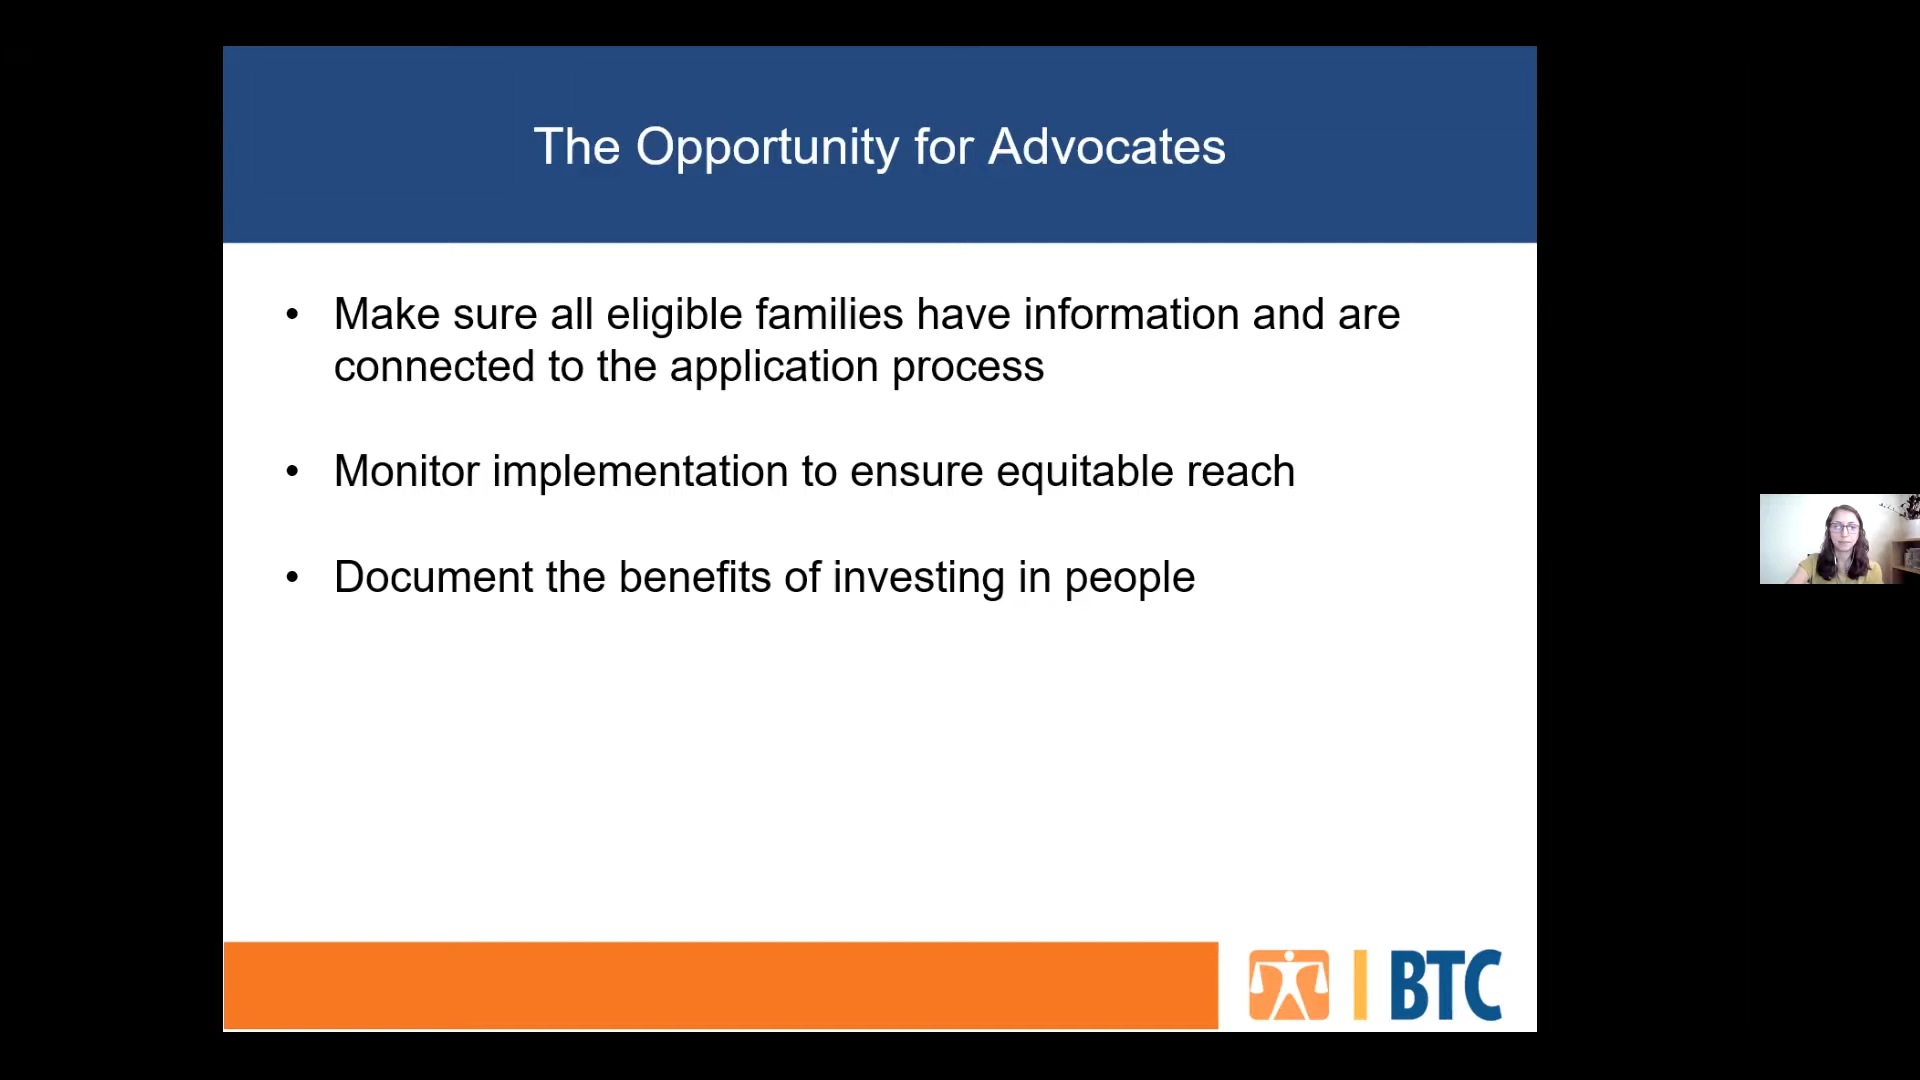 The Opportunity for Advocates
• Make sure all eligible families have information and are
connected to the application process
• Monitor implementation to ensure equitable reach
• Document the benefits of investing in people
BTC